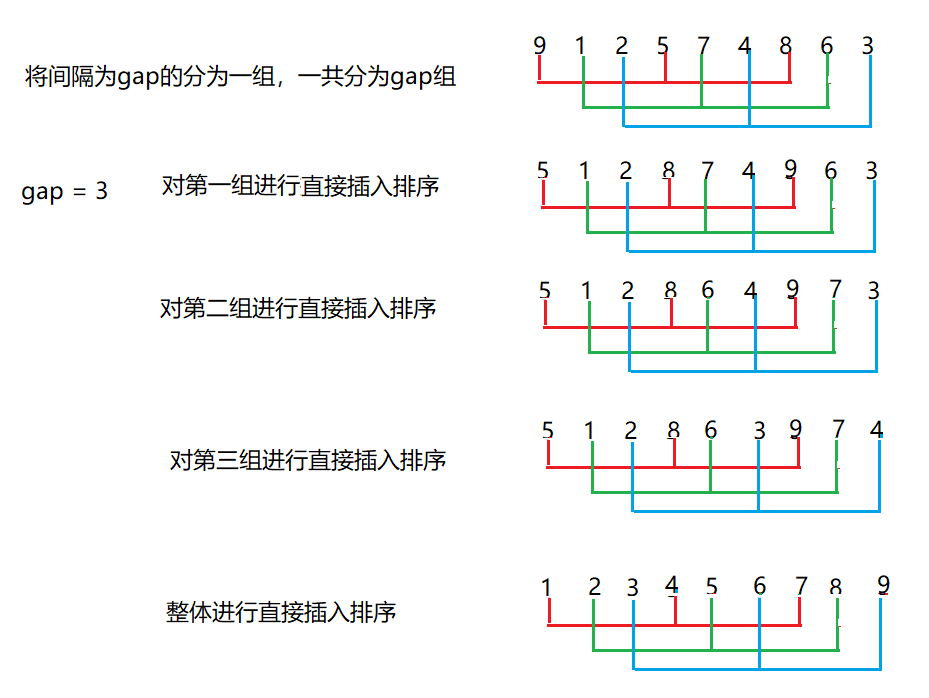 9 1 2 5 7 4 8 6 3
将间隔为gap的分为一组，一共分为gap组
gap = 3 对第一组进行直接插入排序 5 1 2 8 7 4 9 6 3
对第二组进行直接插入排序 5 1 2 8 6 4 9 7 3
对第三组进行直接插入排序 5 1 2 8 6 3 9 7 4
整体进行直接插入排序 1 2 3 4 5 6 7 8 9